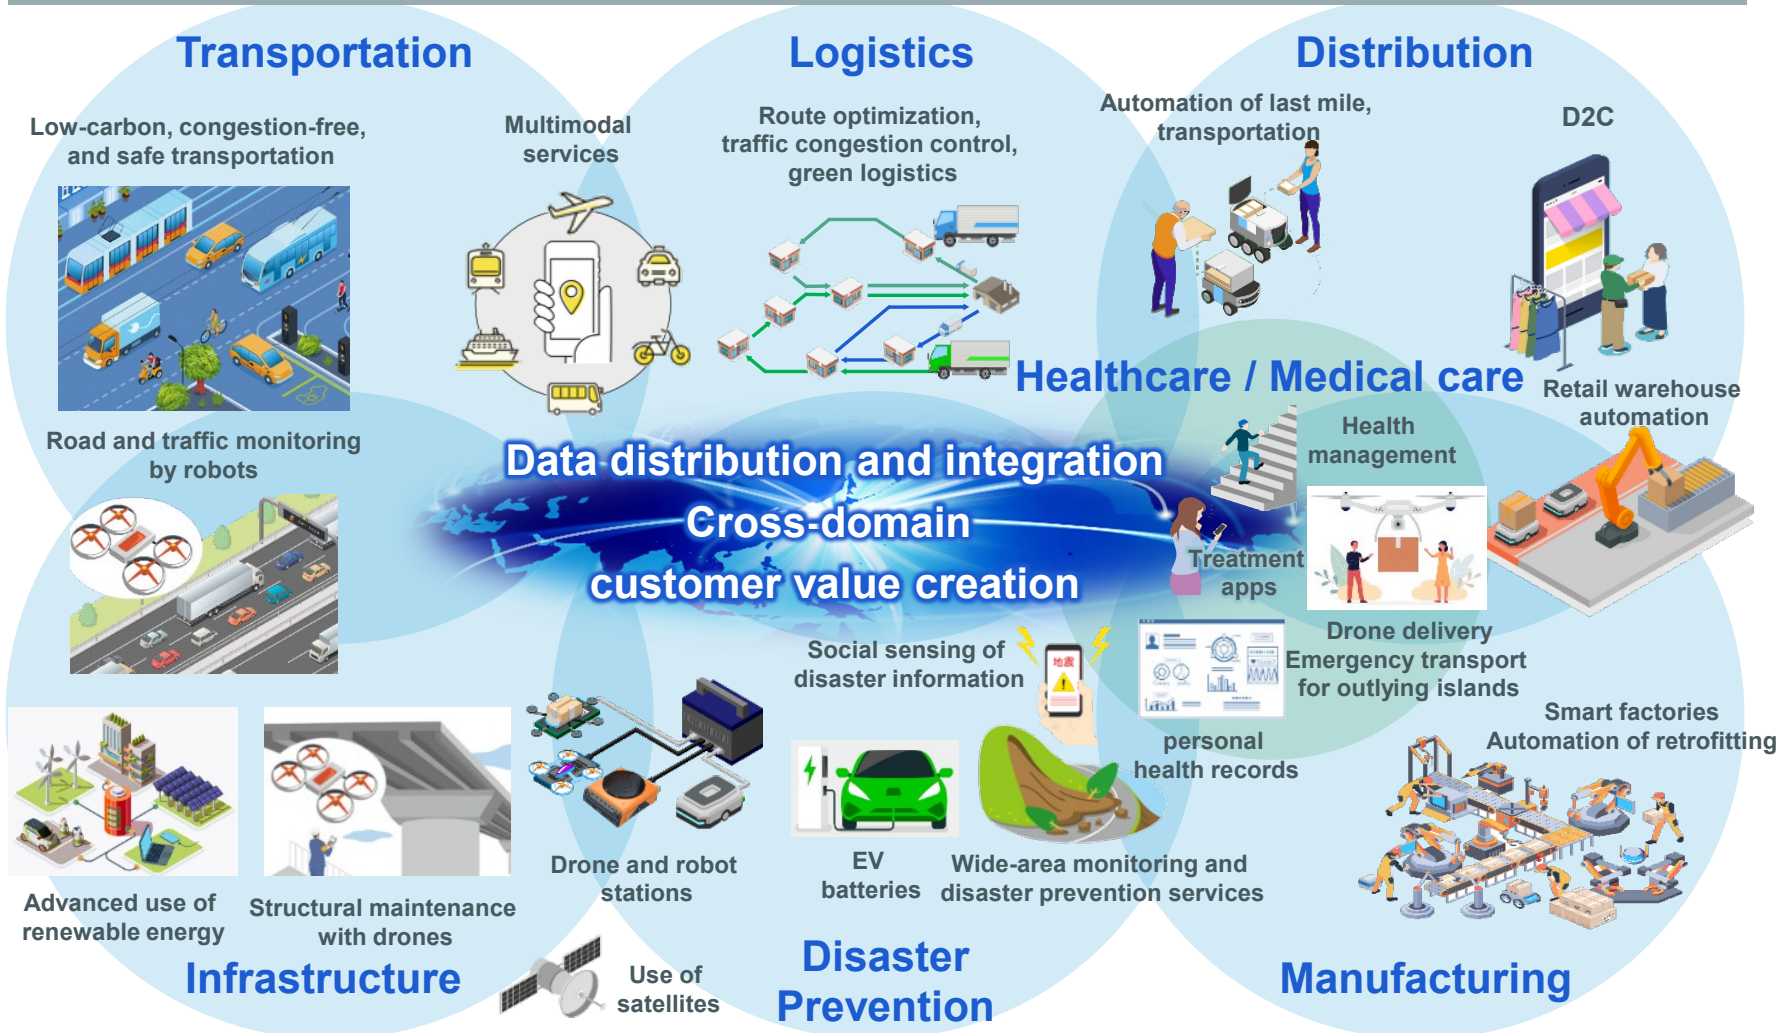 Transportation
Logistics
Distribution
Low-carbon, congestion-free,
and safe transportation
Multimodal
services
Route optimization,
traffic congestion control,
green logistics
Automation of last mile,
transportation
D2C
Healthcare / Medical care
Retail warehouse
automation
Road and traffic monitoring
by robots
Health
management
Data distribution and integration
Cross-domain
customer value creation
Treatment
apps
Social sensing of
disaster information
地震
Drone delivery
Emergency transport
for outlying islands
personal
health records
Smart factories
Automation of retrofitting
Drone and robot
stations
EV
batteries
Wide-area monitoring and
disaster prevention services
Advanced use of
renewable energy
Structural maintenance
with drones
Infrastructure
Use of
satellites
Disaster
Prevention
Manufacturing